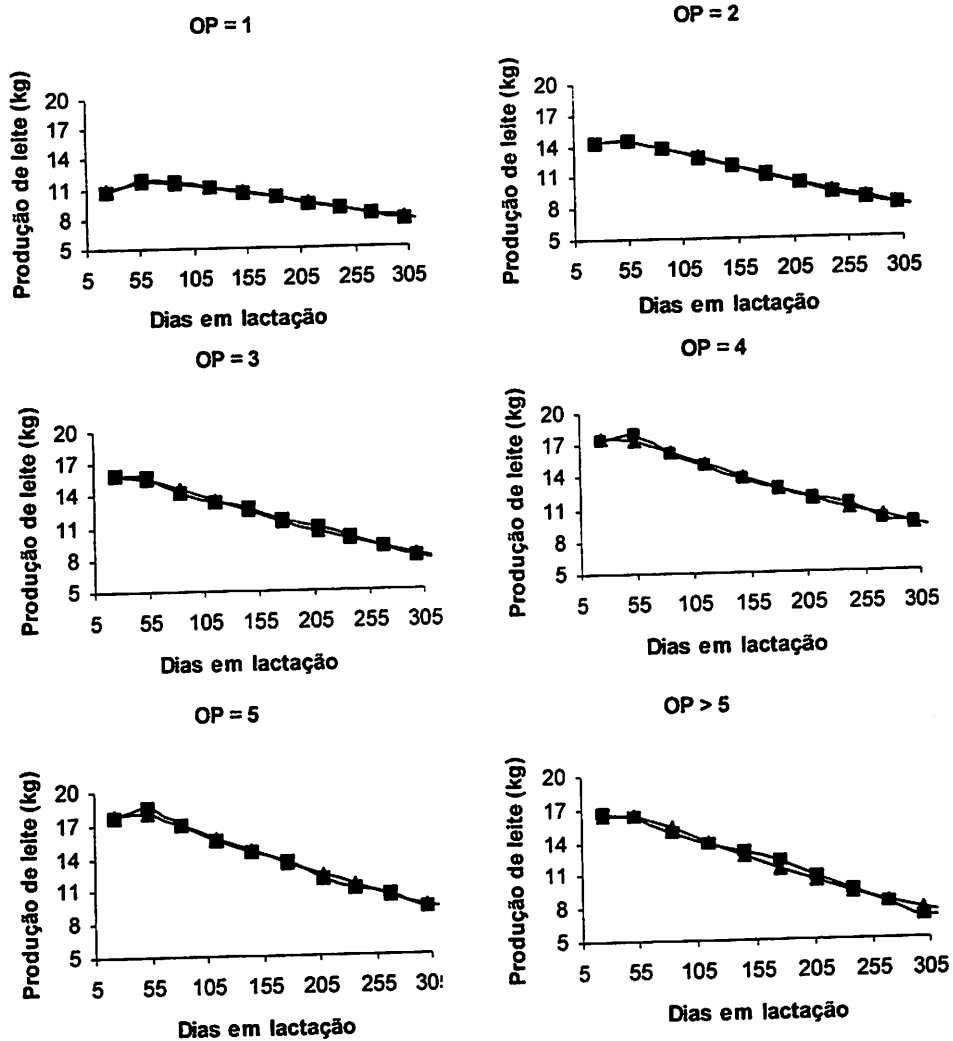 OP = 1
Produção de leite (kg)
20
17
14
11
8
5
5 55 105 155 205 255 305
Dias em lactação
OP = 2
Produção de leite (kg)
20
17
14
11
8
5
5 55 105 155 205 255 305
Dias em lactação
OP = 3
Produção de leite (kg)
20
17
14
11
8
5
5 55 105 155 205 255 305
Dias em lactação
OP = 4
Produção de leite (kg)
20
17
14
11
8
5
5 55 105 155 205 255 305
Dias em lactação
OP = 5
Produção de leite (kg)
20
17
14
11
8
5
5 55 105 155 205 255 30
Dias em lactação
OP > 5
Produção de leite (kg)
20
17
14
11
8
5
5 55 105 155 205 255 305
Dias em lactação